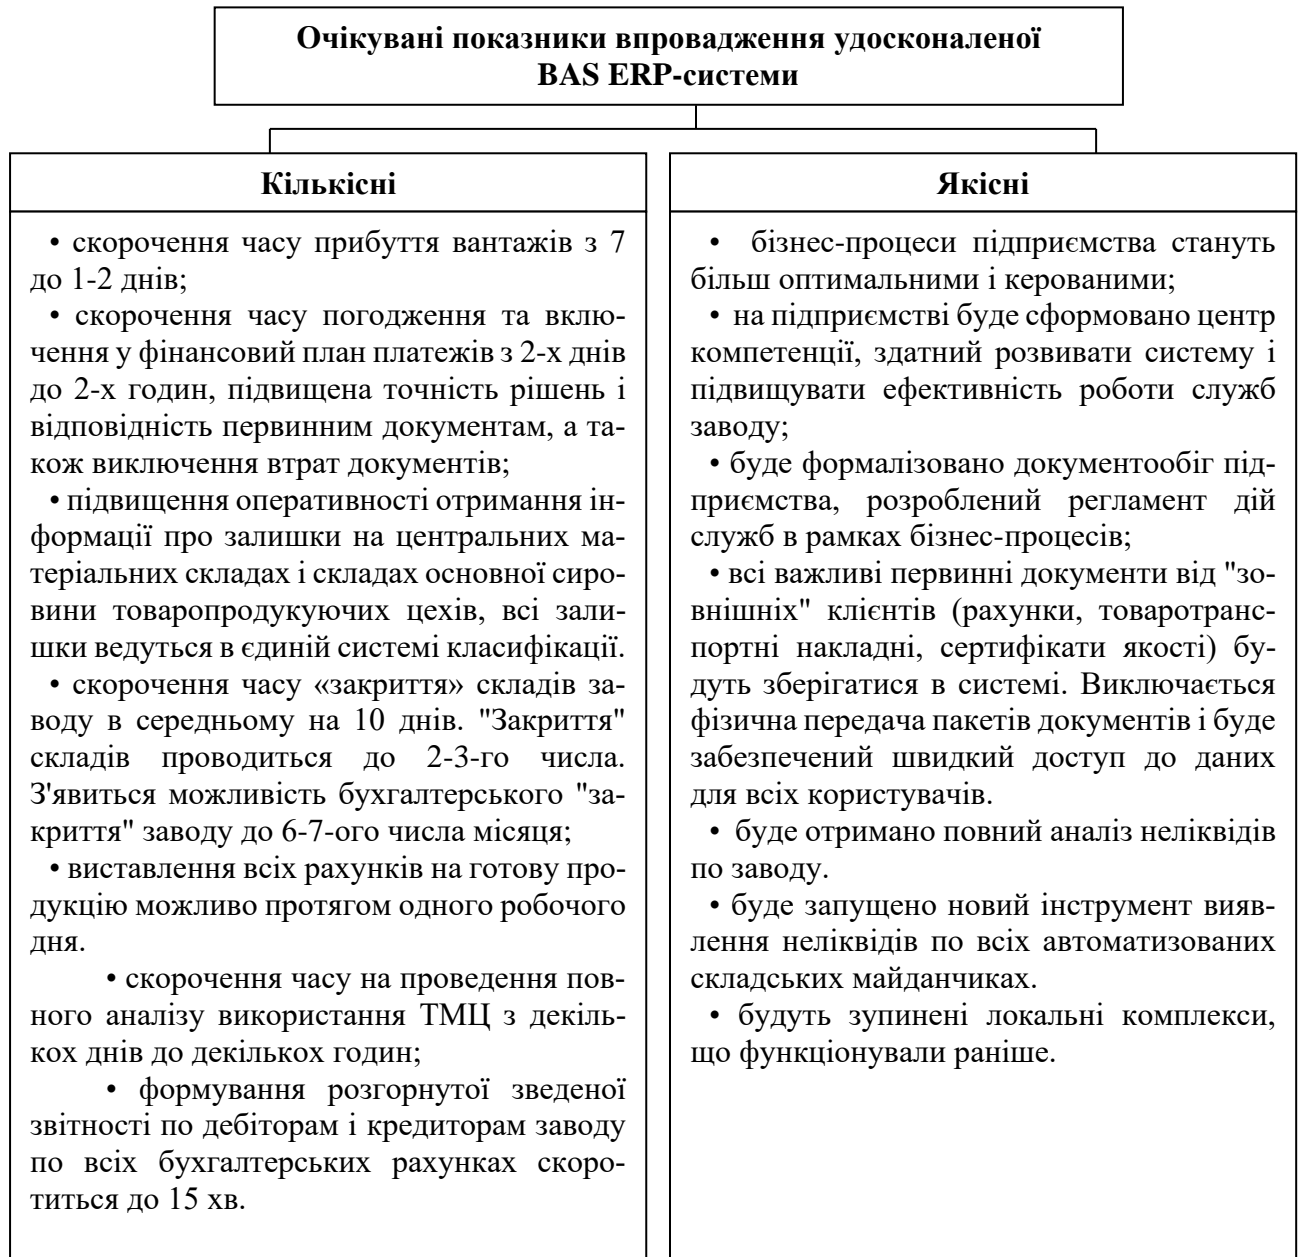 Очікувані показники впровадження удосконаленої
BAS ERP-системи
Кількісні
• скорочення часу прибуття вантажів з 7
до 1-2 днів;
• скорочення часу погодження та вклю-
чення у фінансовий план платежів з 2-х днів
до 2-х годин, підвищена точність рішень і
відповідність первинним документам, а та-
кож виключення втрат документів;
• підвищення оперативності отримання ін-
формації про залишки на центральних ма-
теріальних складах і складах основної сиро-
вини товаропродукуючих цехів, всі зали-
шки ведуться в єдиній системі класифікації.
• скорочення часу «закриття» складів за-
воду в середньому на 10 днів. "Закриття"
складів проводиться до 2-3-го числа.
З'явиться можливість бухгалтерського "за-
криття" заводу до 6-7-ого числа місяця;
• виставлення всіх рахунків на готову про-
дукцію можливо протягом одного робочого
дня.
• скорочення часу на проведення пов-
ного аналізу використання ТМЦ з декіль-
кох днів до декількох годин;
• формування розгорнутої зведеної
звітності по дебіторам і кредиторам заводу
по всіх бухгалтерських рахунках скоро-
титься до 15 хв.
Якісні
• бізнес-процеси підприємства стануть
більш оптимальними і керованими;
• на підприємстві буде сформовано центр
компетенції, здатний розвивати систему і
підвищувати ефективність роботи служб
заводу;
• буде формалізовано документообіг під-
приємства, розроблений регламент дій
служб в рамках бізнес-процесів;
• всі важливі первинні документи від "зо-
внішніх" клієнтів (рахунки, товаротранс-
портні накладні, сертифікати якості) бу-
дуть зберігатися в системі. Виключається
фізична передача пакетів документів і буде
забезпечений швидкий доступ до даних
для всіх користувачів.
• буде отримано повний аналіз неліквідів
по заводу.
• буде запущено новий інструмент вияв-
лення неліквідів по всіх автоматизованих
складських майданчиках.
• будуть зупинені локальні комплекси,
що функціонували раніше.